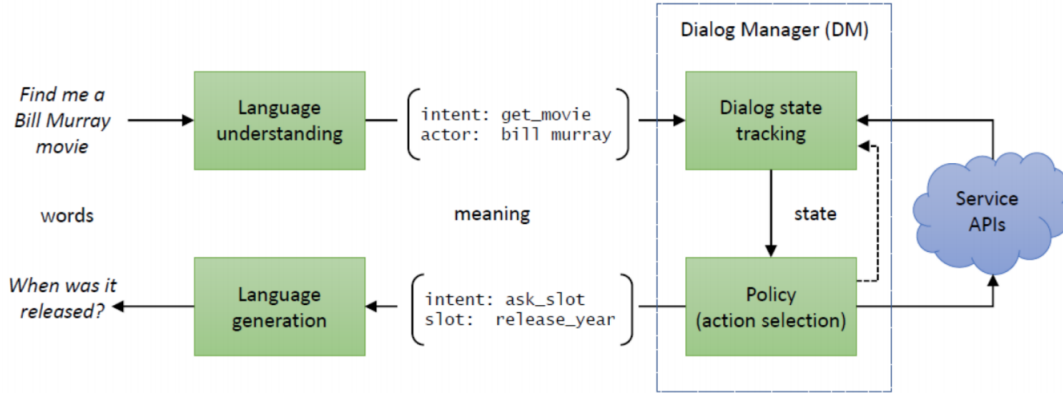 Dialog Manager (DM)
Find me a
Bill Murray
movie
Language
understanding
intent: get_movie
actor: bill murray
Dialog state
tracking
words
meaning
state
Service
APIs
When was it
released?
Language
generation
intent: ask_slot
slot: release_year
Policy
(action selection)